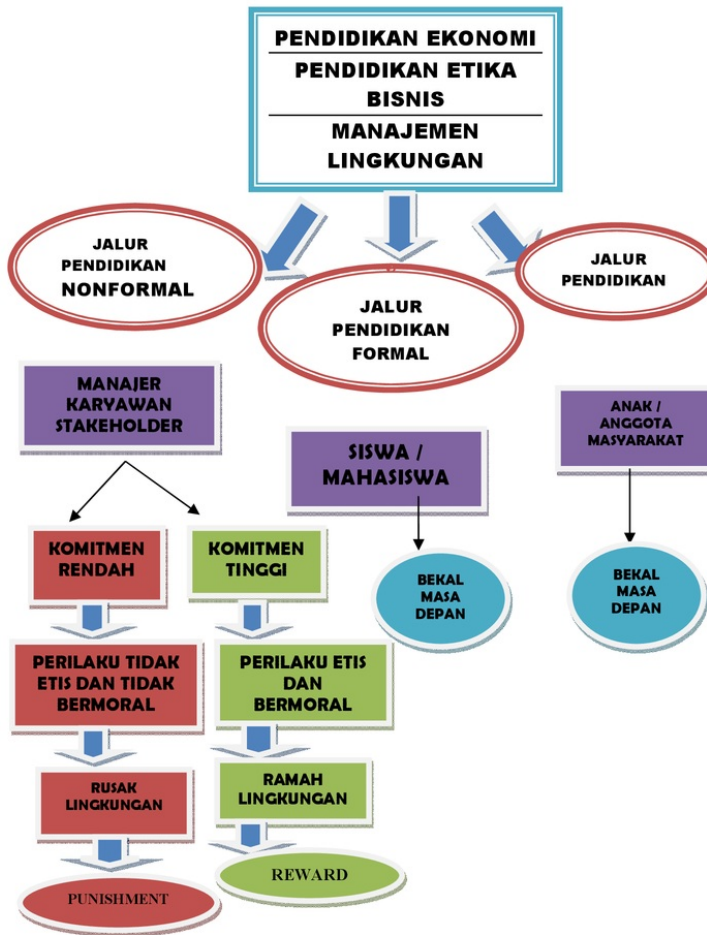 PENDIDIKAN EKONOMI
PENDIDIKAN ETIKA
BISNIS
MANAJEMEN
LINGKUNGAN
JALUR
PENDIDIKAN
NONFORMAL
JALUR
PENDIDIKAN
FORMAL
JALUR
PENDIDIKAN
MANAJER
KARYAWAN
STAKEHOLDER
SISWA /
MAHASISWA
ANAK /
ANGGOTA
MASYARAKAT
KOMITMEN
RENDAH
KOMITMEN
TINGGI
BEKAL
MASA
DEPAN
BEKAL
MASA
DEPAN
PERILAKU TIDAK
ETIS DAN TIDAK
BERMORAL
PERILAKU ETIS
DAN
BERMORAL
RUSAK
LINGKUNGAN
RAMAH
LINGKUNGAN
PUNISHMENT
REWARD